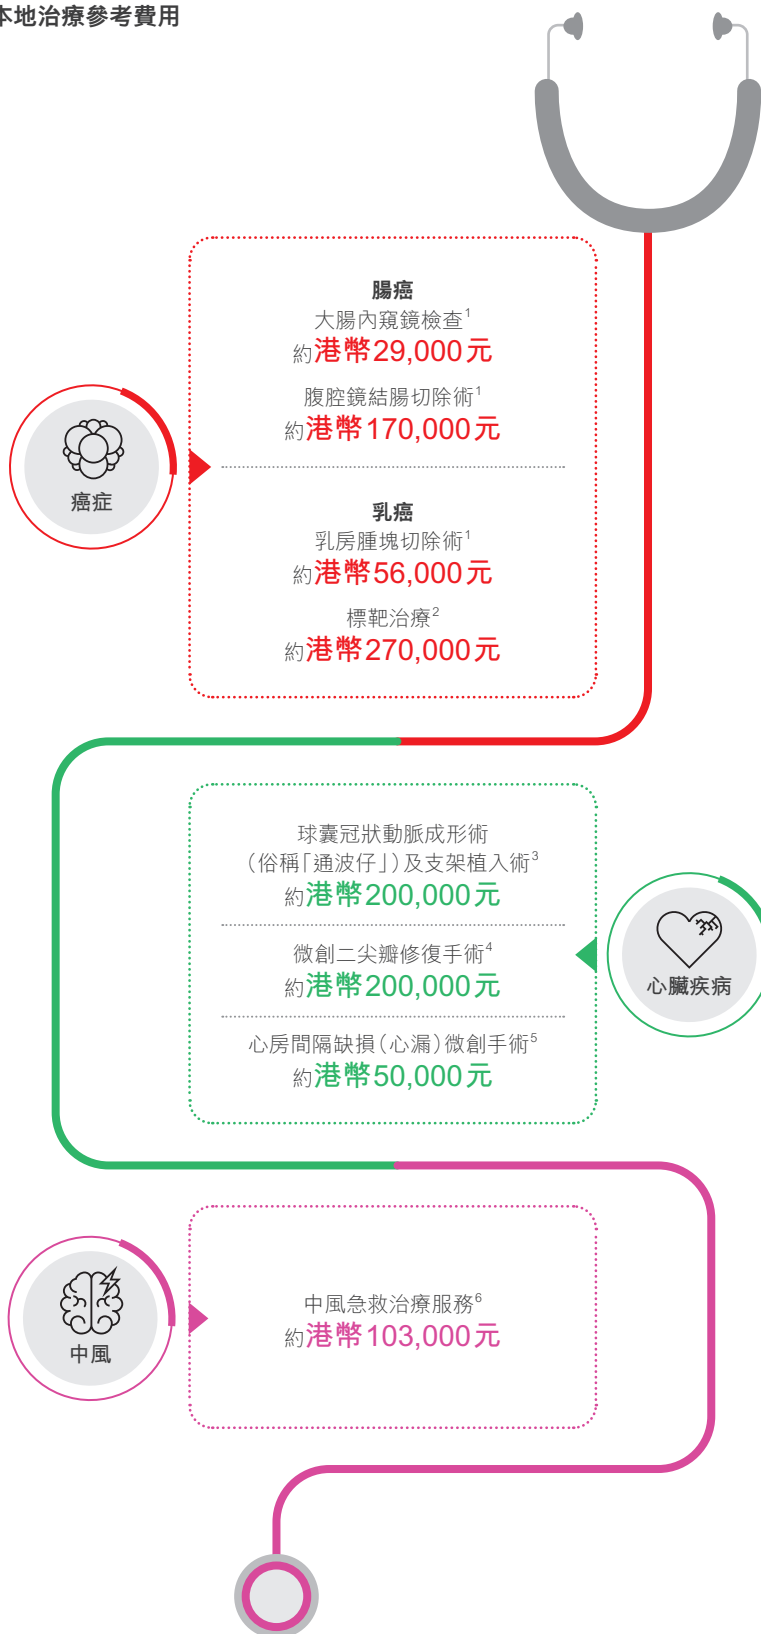 本地治療參考費用
腸癌
大腸內窺鏡檢查1
約港幣29,000元
腹腔鏡結腸切除術1
約港幣170,000元
癌症
乳癌
乳房腫塊切除術1
約港幣56,000元
標靶治療2
約港幣270,000元
球囊冠狀動脈成形術
（俗稱「通波仔」）及支架植入術3
約港幣200,000元
微創二尖瓣修復手術4
約港幣200,000元
心臟疾病
心房間隔缺損（心漏）微創手術5
約港幣50,000元
中風急救治療服務6
約港幣103,000元
中風